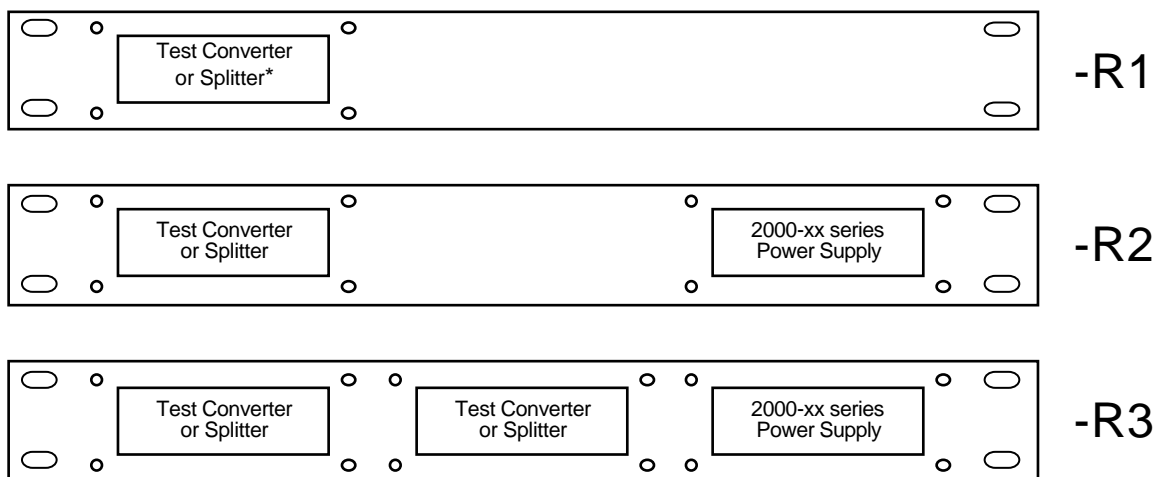 Test Converter
or Splitter*
-R1
Test Converter
or Splitter
2000-xx series
Power Supply
-R2
Test Converter
or Splitter
Test Converter
or Splitter
2000-xx series
Power Supply
-R3